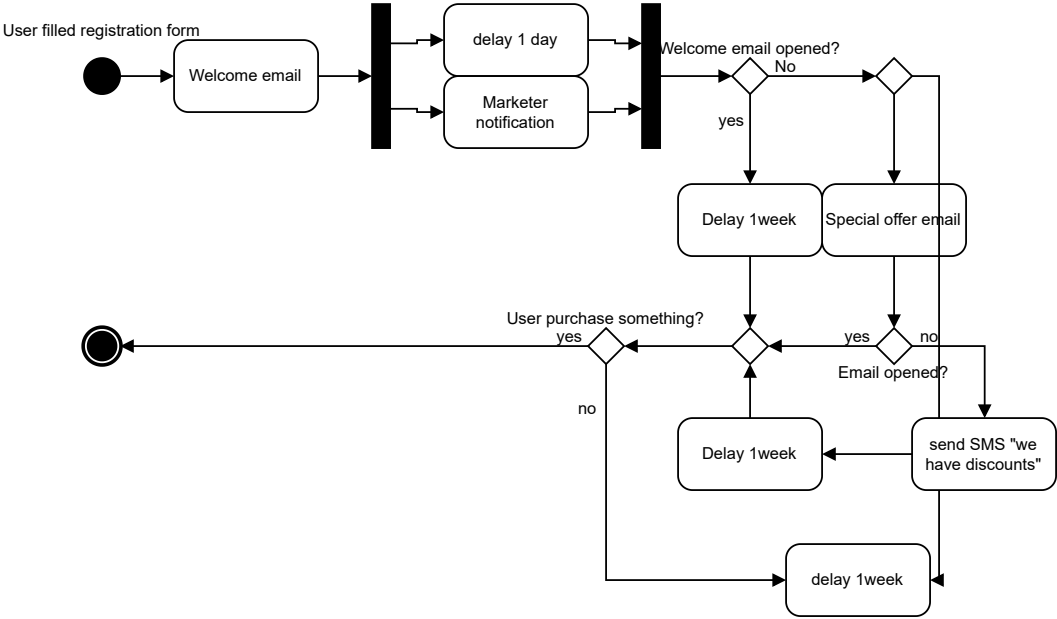 User filled registration form
Welcome email
delay 1 day
Marketer
notification
Welcome email opened?
No
yes
Delay 1week
Special offer email
User purchase something?
yes
yes
no
Email opened?
no
Delay 1week
send SMS "we
have discounts"
delay 1week